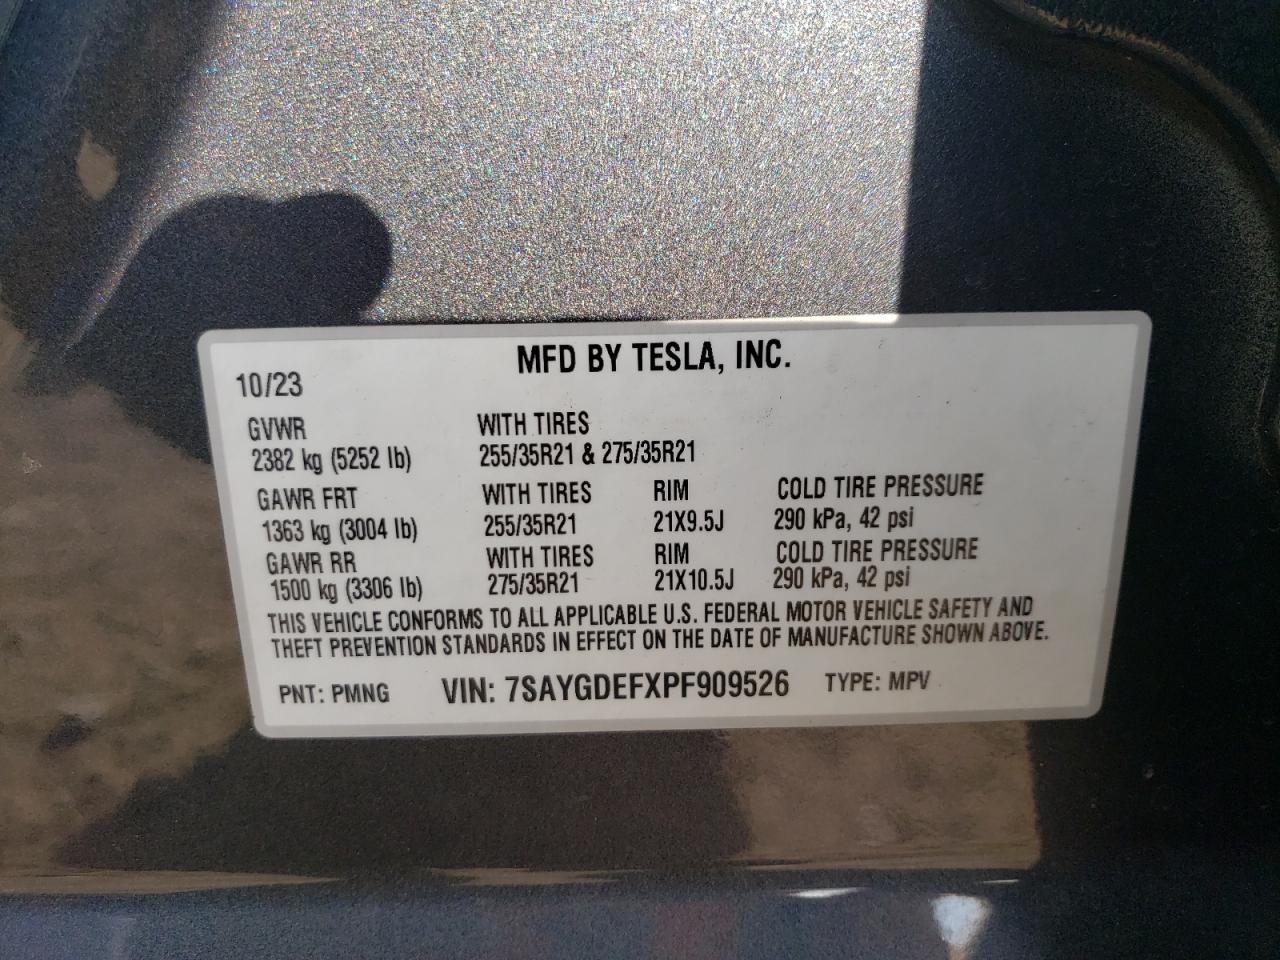 MFD BY TESLA, INC.
10/23
GVWR WITH TIRES
2382 kg (5252 lb) 255/35R21 & 275/35R21
GAWR FRT WITH TIRES RIM COLD TIRE PRESSURE
1363 kg (3004 lb) 255/35R21 21X9.5J 290 kPa, 42 psi
GAWR RR WITH TIRES RIM COLD TIRE PRESSURE
1500 kg (3306 lb) 275/35R21 21X10.5J 290 kPa, 42 psi
THIS VEHICLE CONFORMS TO ALL APPLICABLE U.S. FEDERAL MOTOR VEHICLE SAFETY AND
THEFT PREVENTION STANDARDS IN EFFECT ON THE DATE OF MANUFACTURE SHOWN ABOVE.
PNT: PMNG VIN: 7SAYGDEFXPF909526 TYPE: MPV